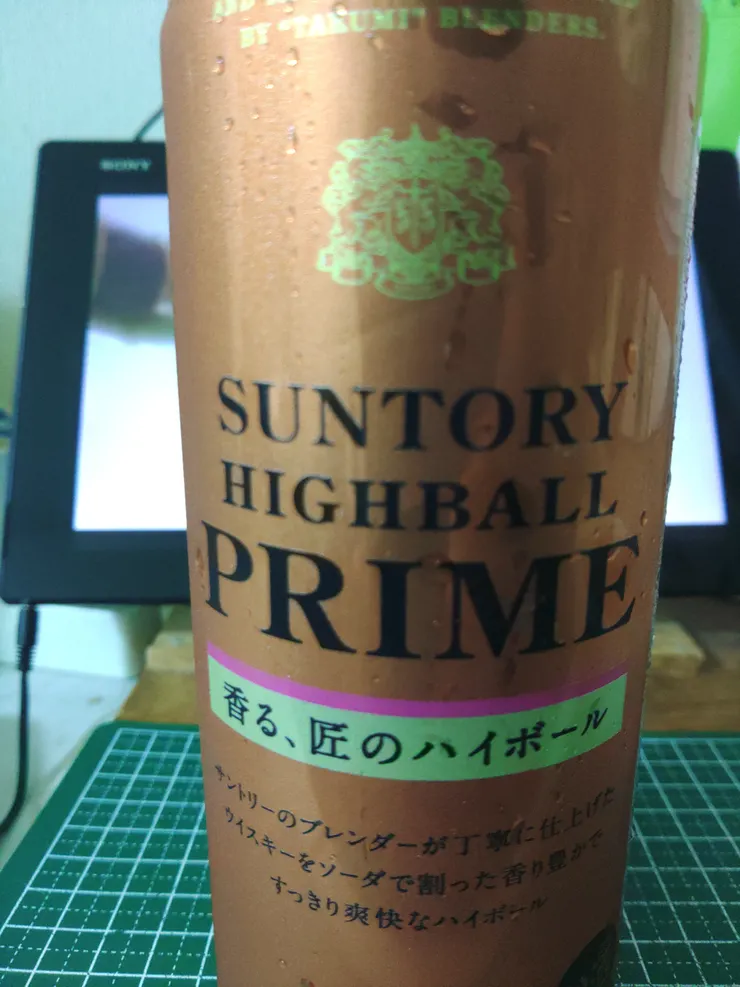 BY "TAKUMI" BLENDERS.
SONY
SUNTORY
HIGHBALL
PRIME
香る、匠のハイボール
サントリーのブレンダーが丁寧に仕上げた
ウイスキーをソーダで割った香り豊かで
すっきり爽快なハイボール